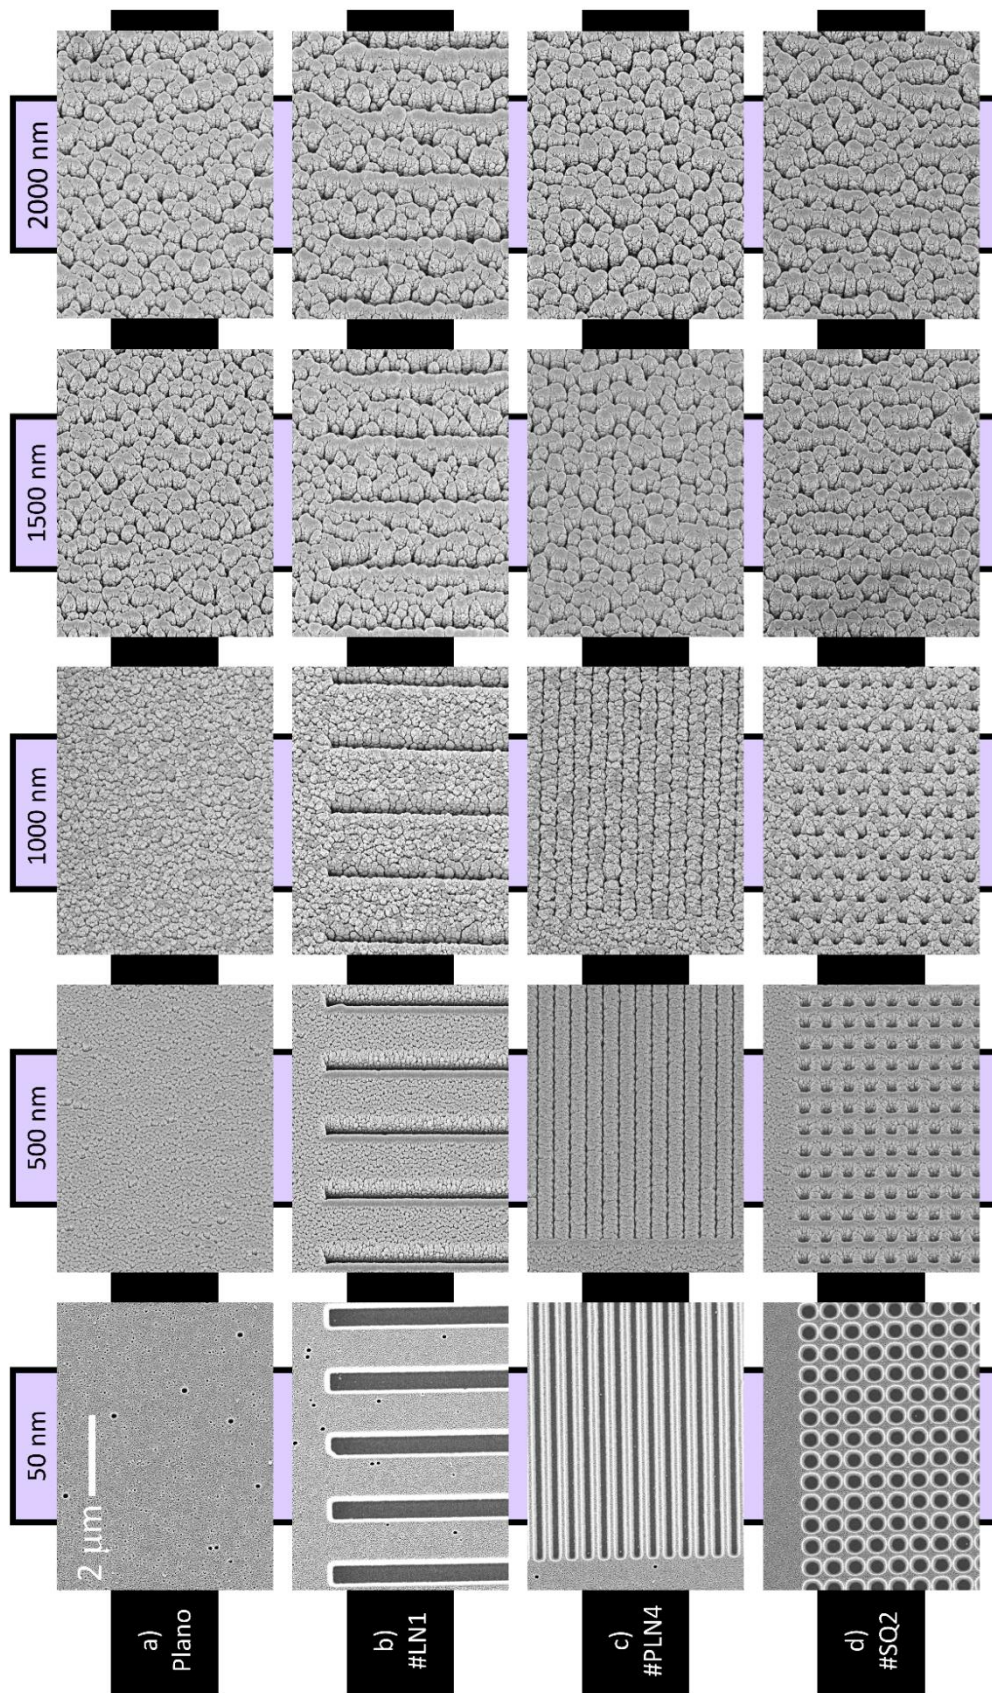 50 nm
500 nm
1000 nm
1500 nm
2000 nm
a)
Plano
2 µm
b)
#LN1
c)
#PLN4
d)
#SQ2